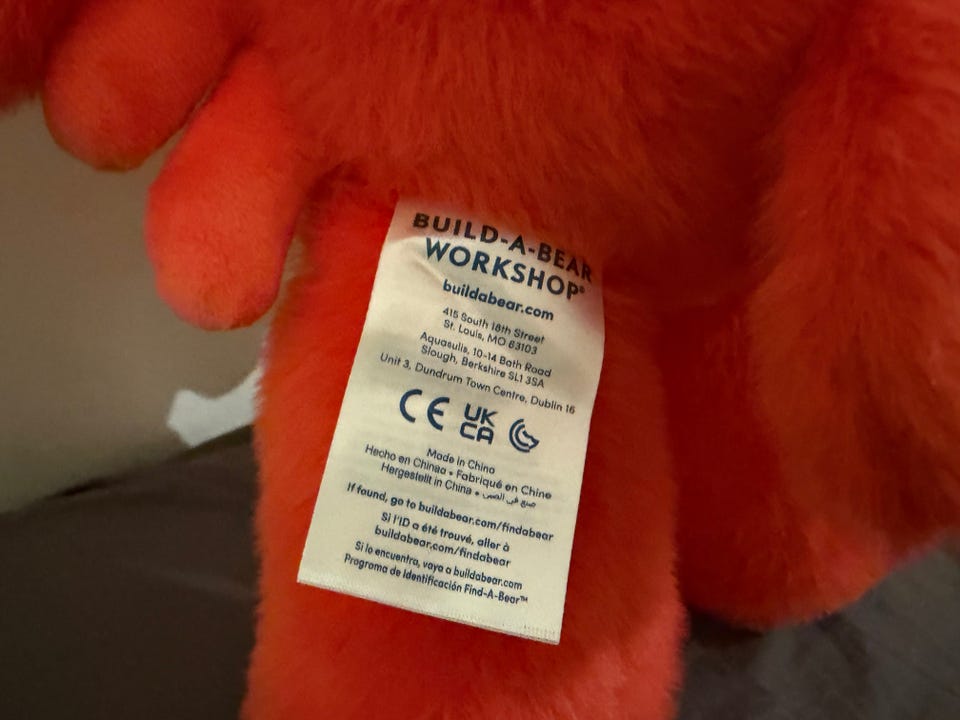 BUILD-A-BEAR
WORKSHOP®
buildabear.com
415 South 18th Street
St. Louis, MO 63103
Aquasulis, 10-14 Bath Road
Slough, Berkshire SL1 3SA
Unit 3, Dundrum Town Centre, Dublin 16
CE UK
CA
Made in China
Hecho en Chinaa • Fabriqué en Chine
Hergestellt in China • صنع في الصين
If found, go to buildabear.com/findabear
Si l'ID a été trouvé, aller à
buildabear.com/findabear
Si lo encuentra, vaya a buildabear.com
Programa de Identificación Find-A-Bear™